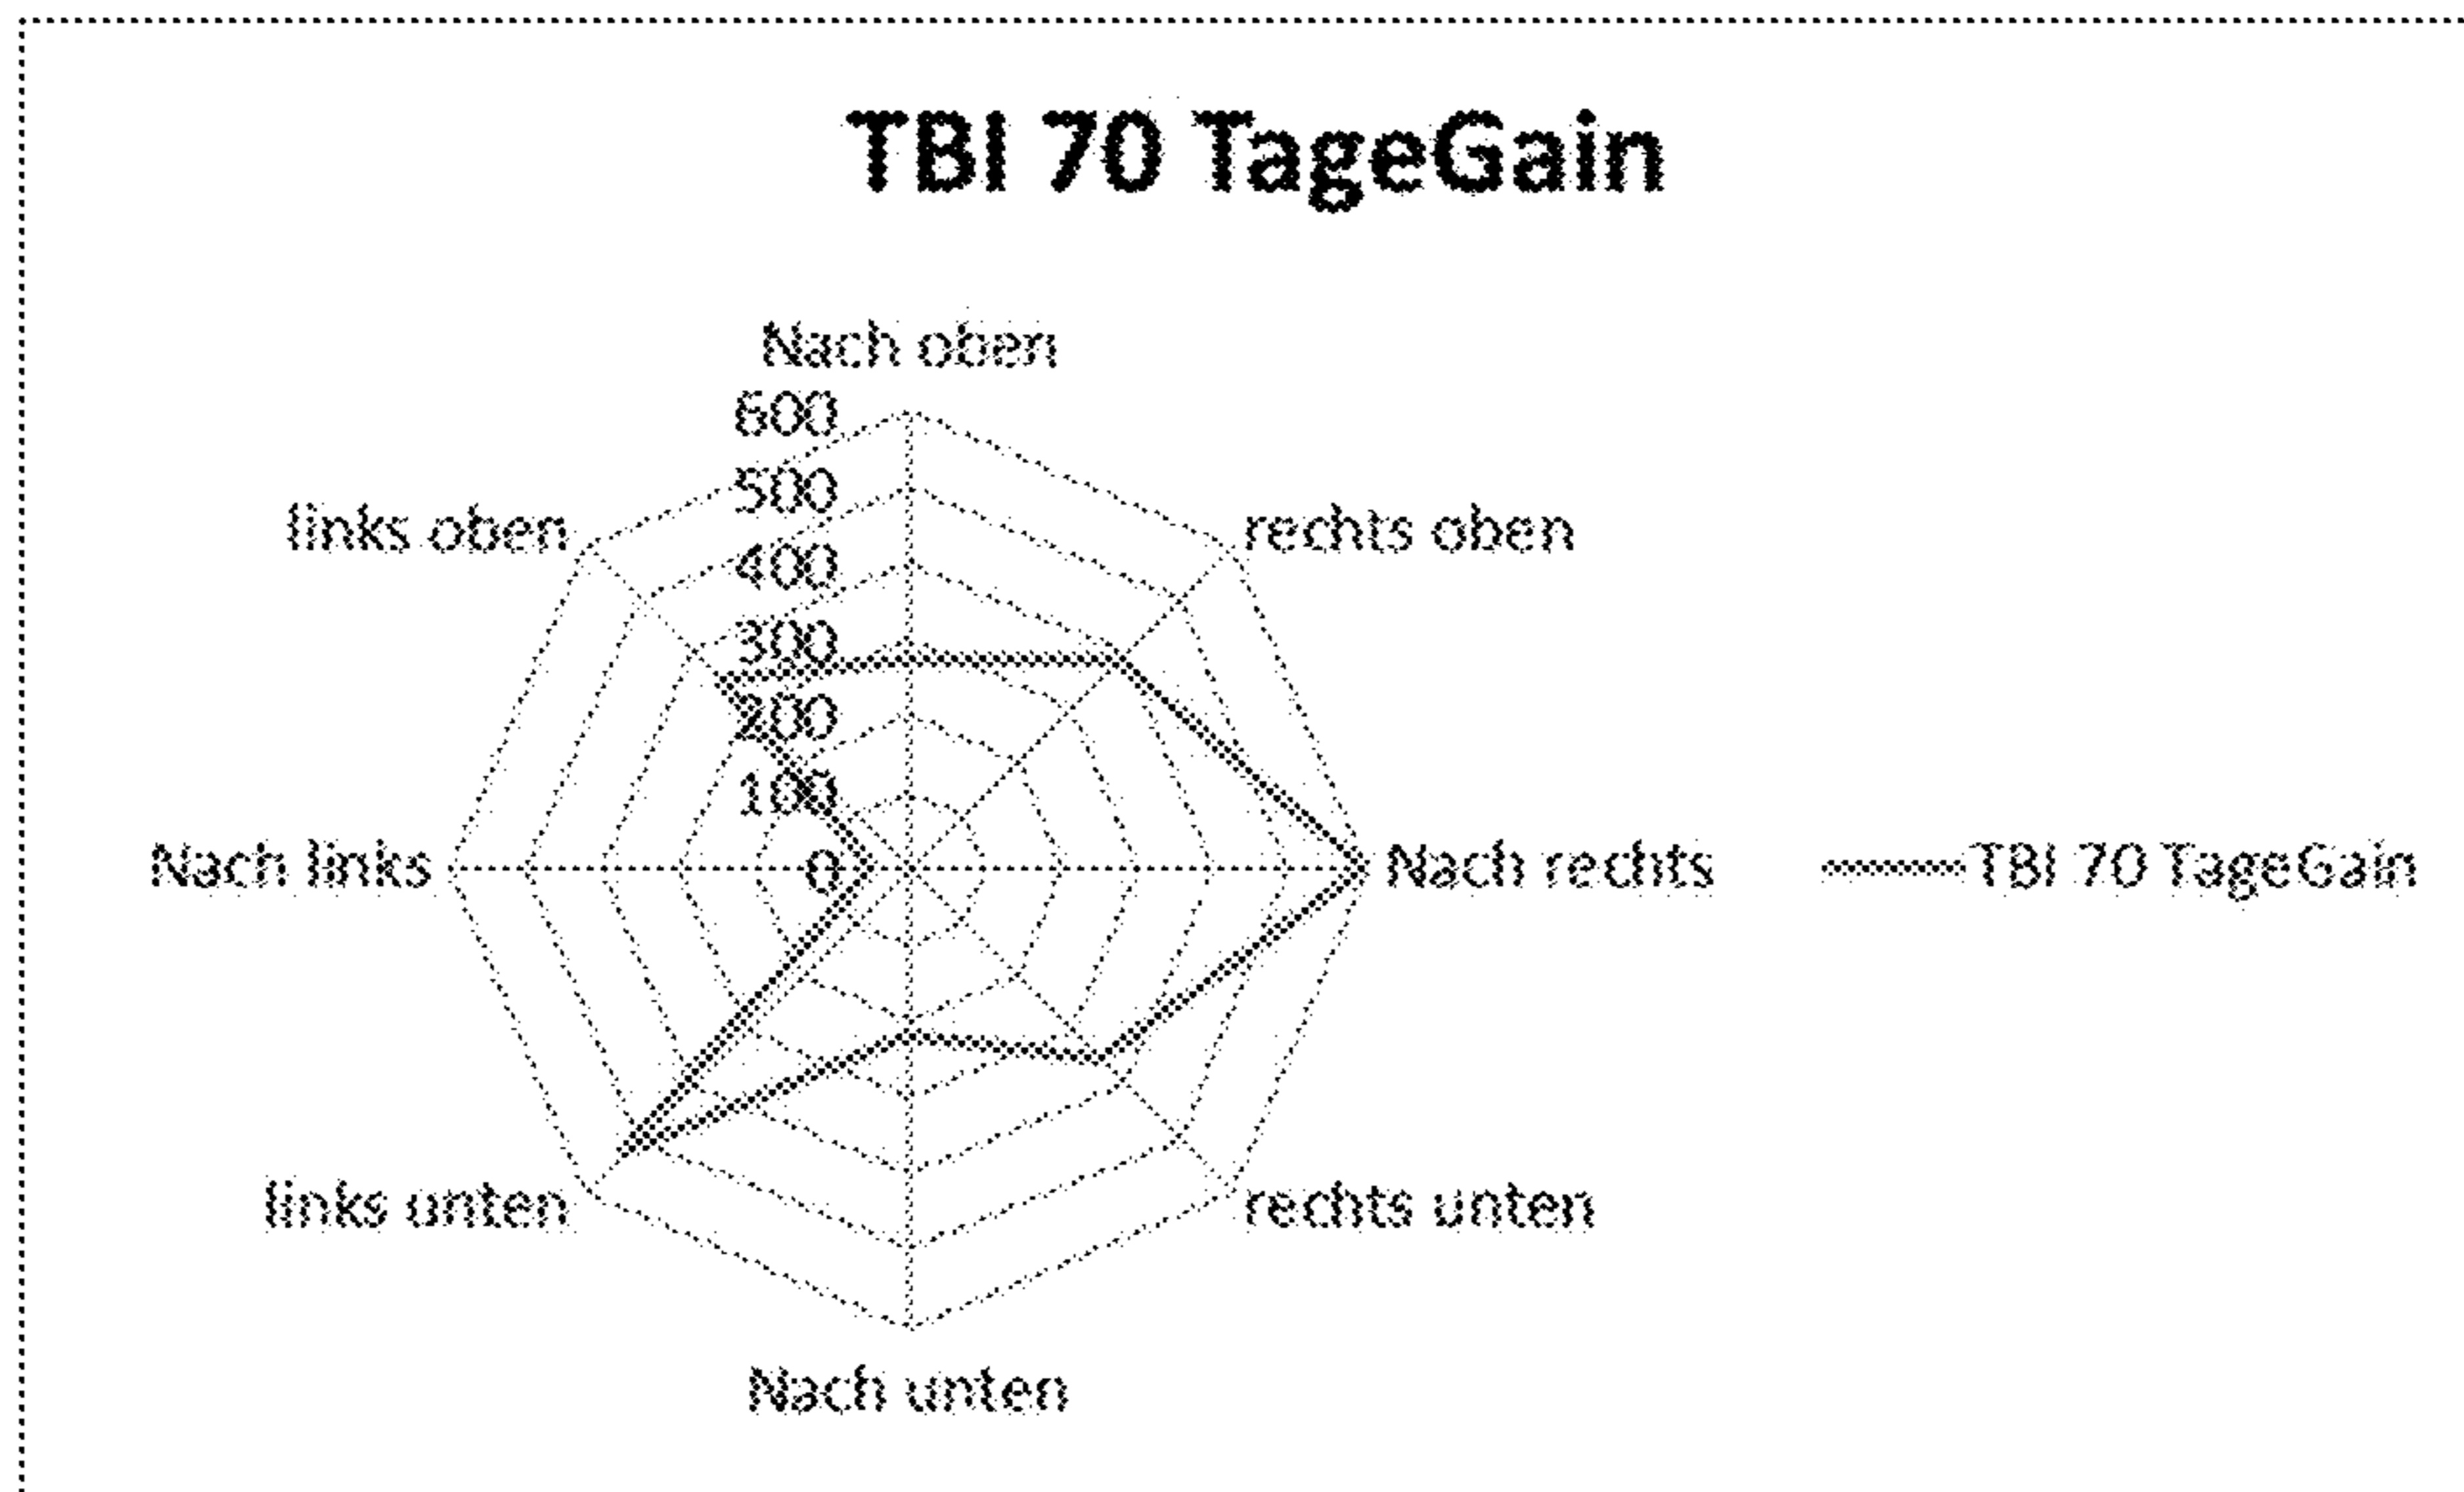 TBI 70 TageGain
Nach oben
600
500
links oben
rechts oben
400
300
200
100
Nach links
0
Nach rechts
TBI 70 TageGain
links unten
rechts unten
Nach unten